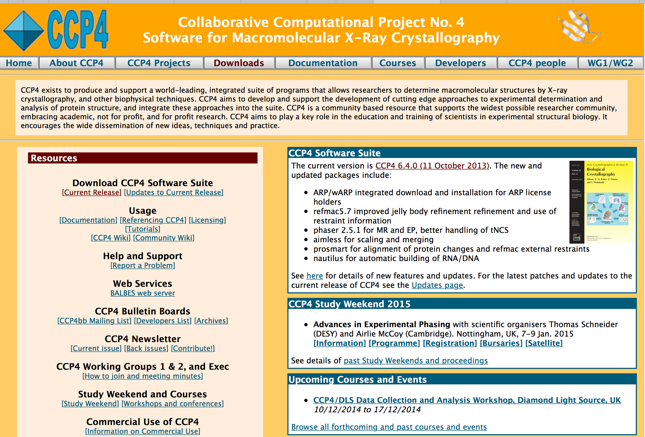 CCP4
Collaborative Computational Project No. 4
Software for Macromolecular X-Ray Crystallography
Home
About CCP4
CCP4 Projects
Downloads
Documentation
Courses
Developers
CCP4 people
WG1/WG2
CCP4 exists to produce and support a world-leading, integrated suite of programs that allows researchers to determine macromolecular structures by X-ray
crystallography, and other biophysical techniques. CCP4 aims to develop and support the development of cutting edge approaches to experimental determination
and analysis of protein structure, and integrate these approaches into the suite. CCP4 is a community based resource that supports the widest possible researcher community,
embracing academic, not for profit, and for profit research. CCP4 aims to play a key role in the education and training of scientists in experimental structural biology. It
encourages the wide dissemination of new ideas, techniques and practice.
Resources
Download CCP4 Software Suite
[Current Release] [Updates to Current Release]
Usage
[Documentation] [Referencing CCP4] [Licensing]
[Tutorials]
[CCP4 Wiki] [Community Wiki]
Help and Support
[Report a Problem]
Web Services
BALBES web server
CCP4 Bulletin Boards
[CCP4bb Mailing List] [Developers List] [Archives]
CCP4 Newsletter
[Current issue] [Back issues] [Contribute!]
CCP4 Working Groups 1 & 2, and Exec
[How to join and meeting minutes]
Study Weekend and Courses
[Study Weekend] [Workshops and conferences]
Commercial Use of CCP4
[Information on Commercial Use]
CCP4 Software Suite
The current version is CCP4 6.4.0 (11 October 2013). The new and
updated packages include:
• ARP/wARP integrated download and installation for ARP license
holders
• refmac5.7 improved jelly body refinement refinement and use of
restraint information
• phaser 2.5.1 for MR and EP, better handling of tNCS
• aimless for scaling and merging
• prosmart for alignment of protein changes and refmac external restraints
• nautilus for automatic building of RNA/DNA
Biological
Crystallography
See here for details of new features and updates. For the latest patches and updates to the
current release of CCP4 see the Updates page.
CCP4 Study Weekend 2015
• Advances in Experimental Phasing with scientific organisers Thomas Schneider
(DESY) and Airlie McCoy (Cambridge). Nottingham, UK, 7-9 Jan. 2015
[Information] [Programme] [Registration] [Bursaries] [Satellite]
See details of past Study Weekends and proceedings
Upcoming Courses and Events
• CCP4/DLS Data Collection and Analysis Workshop, Diamond Light Source, UK
10/12/2014 to 17/12/2014
Browse all forthcoming and past courses and events